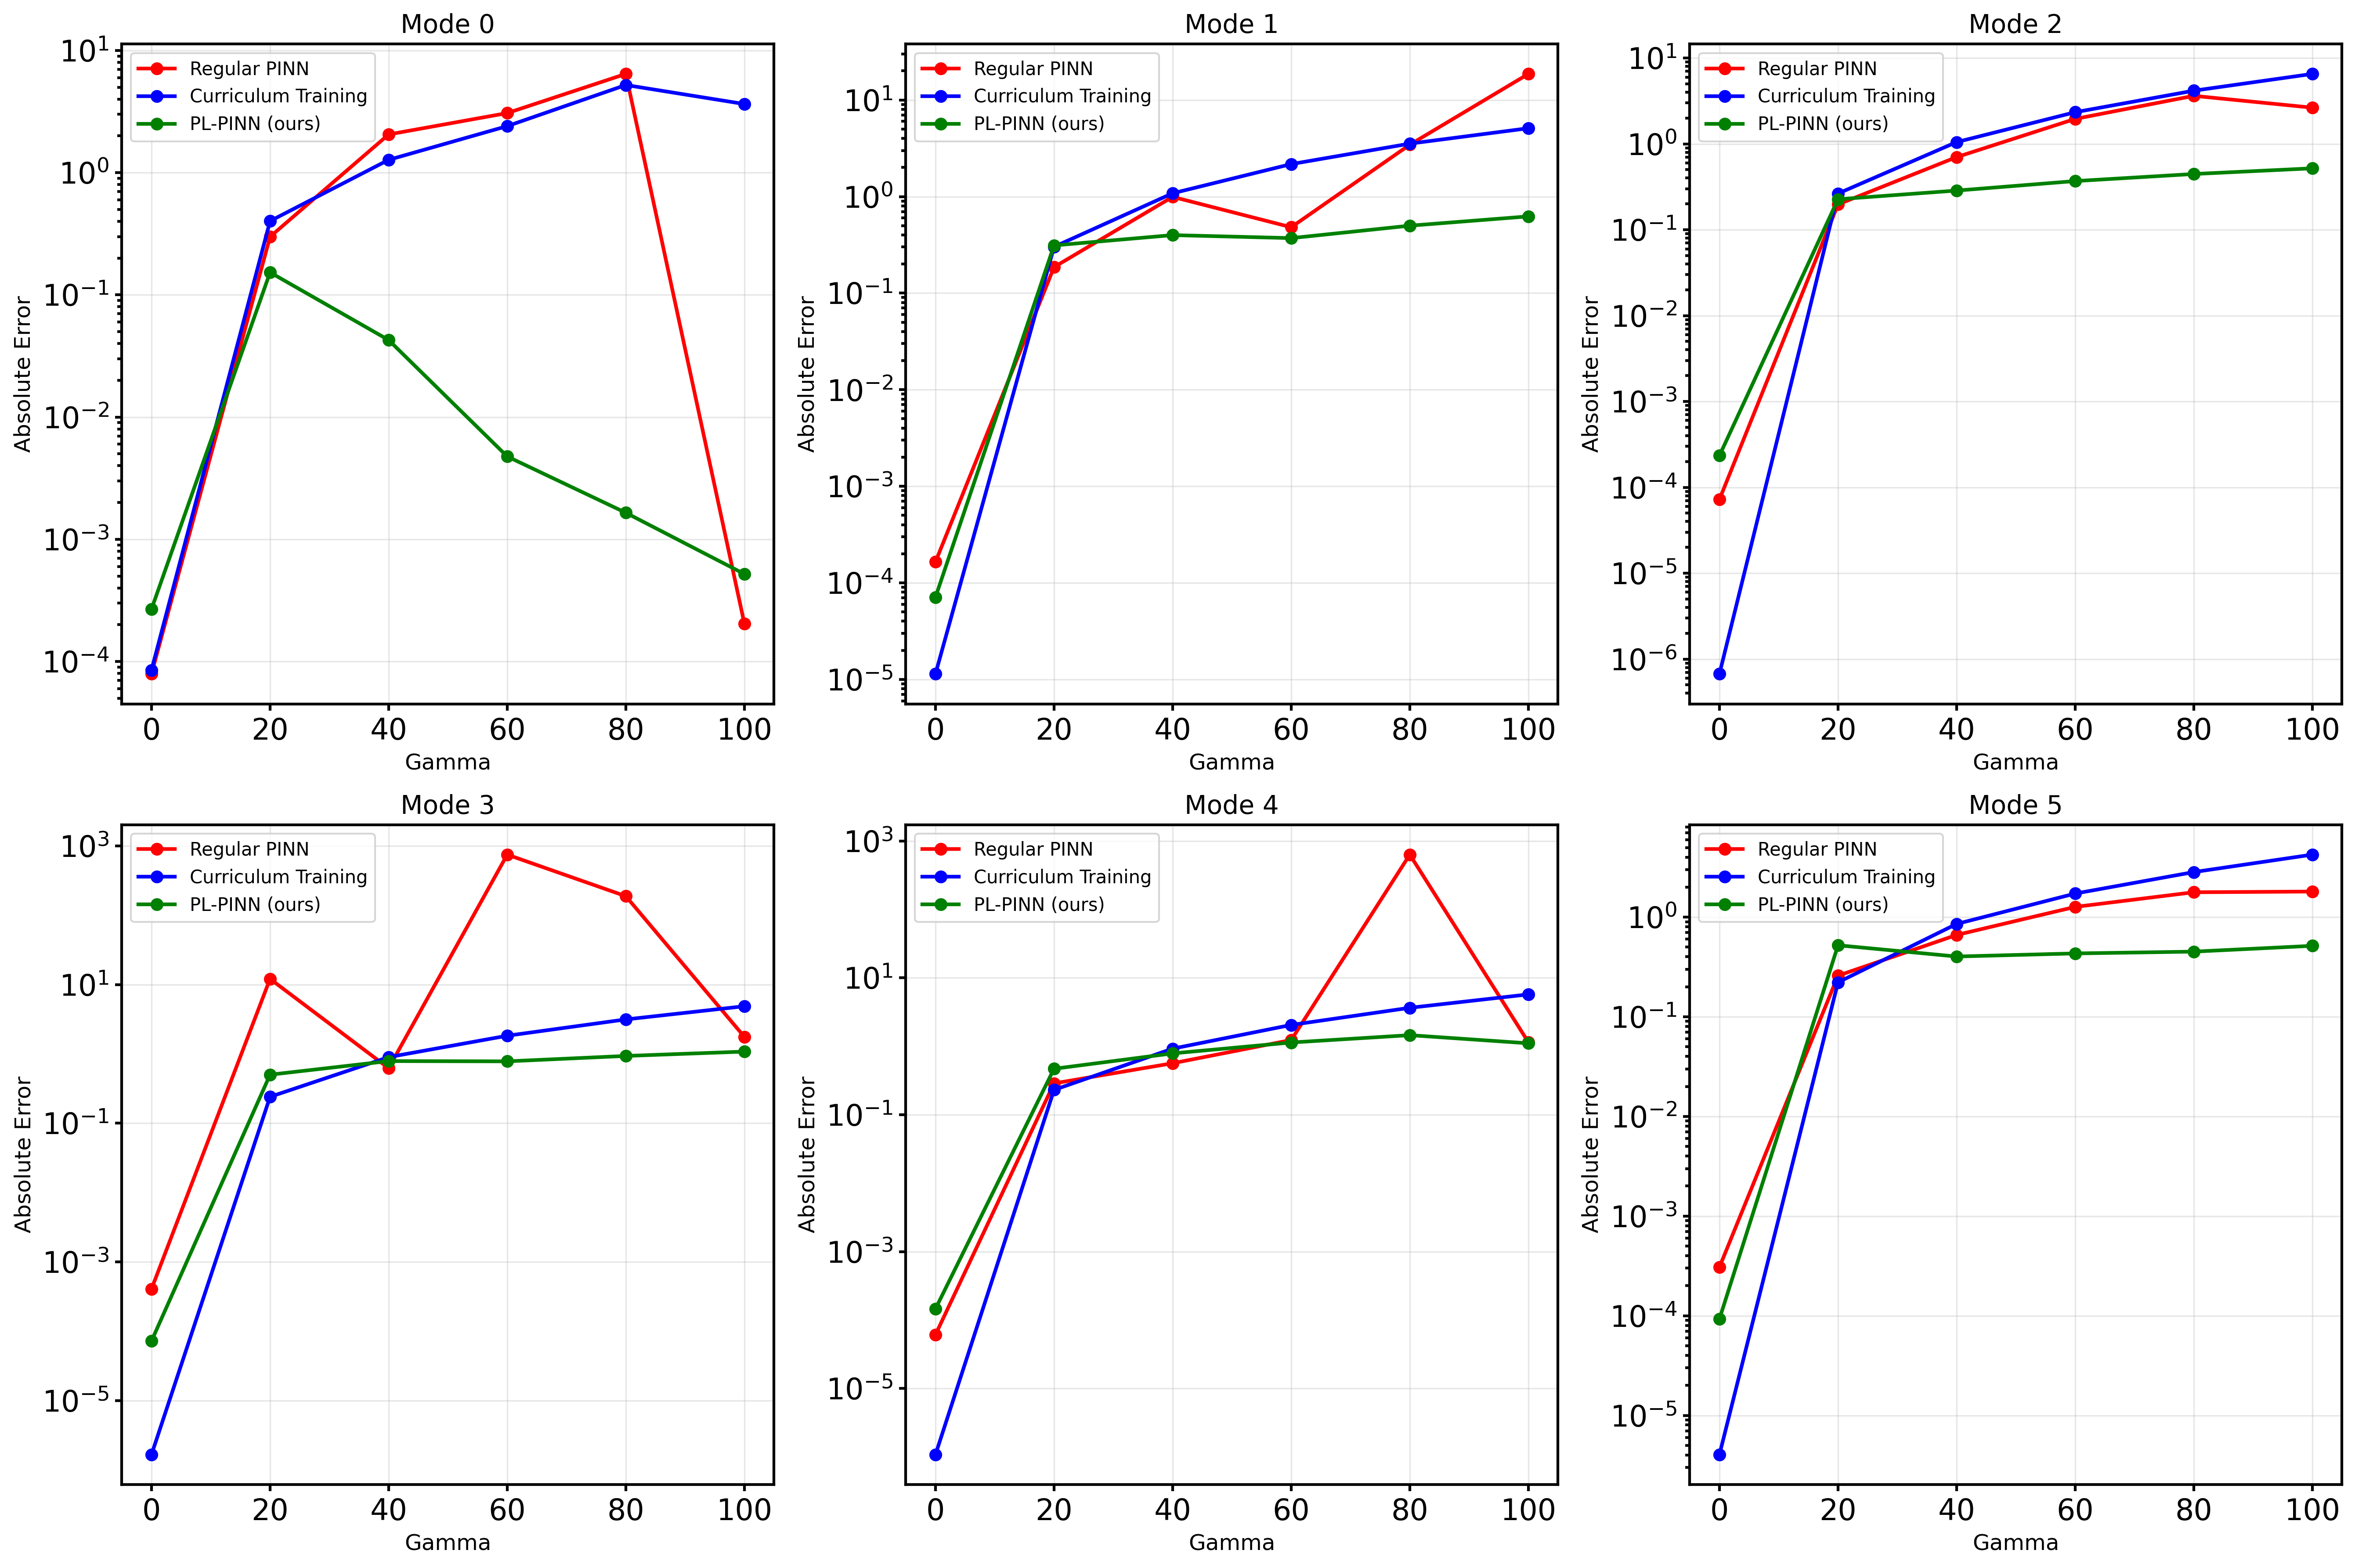 Mode 0
Absolute Error
10^1
10^0
10^−1
10^−2
10^−3
10^−4
Regular PINN
Curriculum Training
PL-PINN (ours)
0 20 40 60 80 100
Gamma
Mode 1
Absolute Error
10^1
10^0
10^−1
10^−2
10^−3
10^−4
10^−5
Regular PINN
Curriculum Training
PL-PINN (ours)
0 20 40 60 80 100
Gamma
Mode 2
Absolute Error
10^1
10^0
10^−1
10^−2
10^−3
10^−4
10^−5
10^−6
Regular PINN
Curriculum Training
PL-PINN (ours)
0 20 40 60 80 100
Gamma
Mode 3
Absolute Error
10^3
10^1
10^−1
10^−3
10^−5
Regular PINN
Curriculum Training
PL-PINN (ours)
0 20 40 60 80 100
Gamma
Mode 4
Absolute Error
10^3
10^1
10^−1
10^−3
10^−5
Regular PINN
Curriculum Training
PL-PINN (ours)
0 20 40 60 80 100
Gamma
Mode 5
Absolute Error
10^0
10^−1
10^−2
10^−3
10^−4
10^−5
Regular PINN
Curriculum Training
PL-PINN (ours)
0 20 40 60 80 100
Gamma